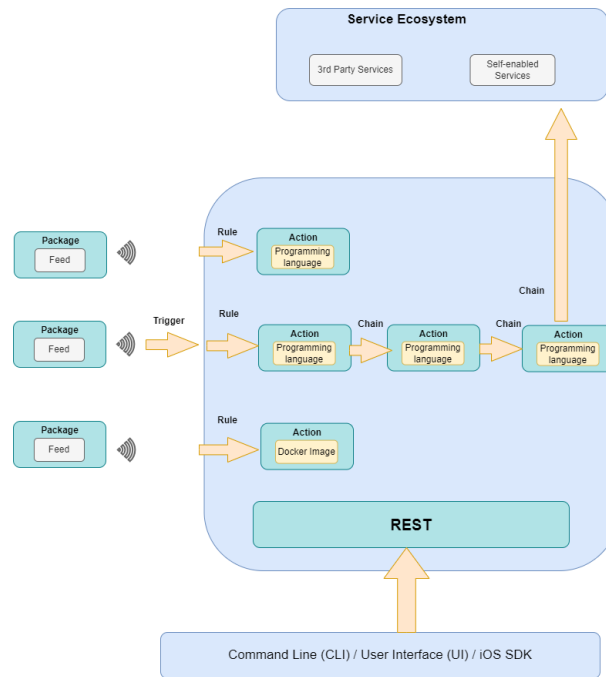 Service Ecosystem
3rd Party Services
Self-enabled
Services
Chain
Package
Feed
Rule
Action
Programming
language
Package
Feed
Trigger
Rule
Action
Programming
language
Chain
Action
Programming
language
Chain
Action
Programming
language
Package
Feed
Rule
Action
Docker Image
REST
Command Line (CLI) / User Interface (UI) / iOS SDK